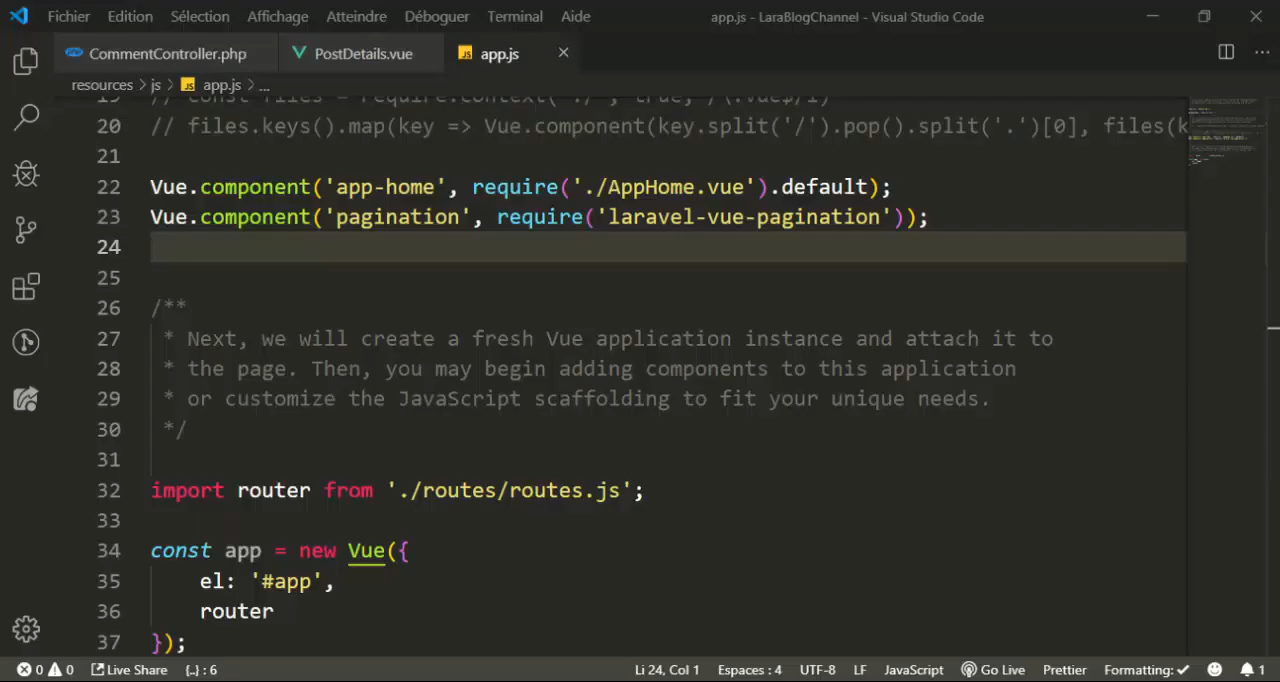 Fichier Edition Sélection Affichage Atteindre Déboguer Terminal Aide app.js - LaraBlogChannel - Visual Studio Code
CommentController.php PostDetails.vue JS app.js
resources > js > JS app.js > ...
20 // files.keys().map(key => Vue.component(key.split('/').pop().split('.')[0], files(k
21
22 Vue.component('app-home', require('./AppHome.vue').default);
23 Vue.component('pagination', require('laravel-vue-pagination'));
24
25
26 /**
27 * Next, we will create a fresh Vue application instance and attach it to
28 * the page. Then, you may begin adding components to this application
29 * or customize the JavaScript scaffolding to fit your unique needs.
30 */
31
32 import router from './routes/routes.js';
33
34 const app = new Vue({
35 el: '#app',
36 router
37 });
0 0 Live Share {..} : 6 Li 24, Col 1 Espaces : 4 UTF-8 LF JavaScript Go Live Prettier Formatting: ✓ 1